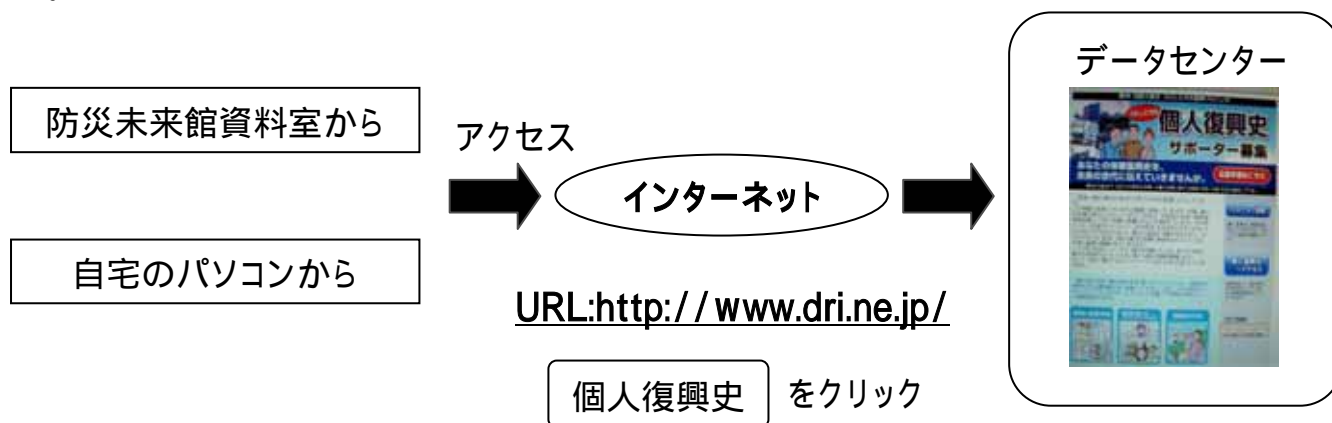 データセンター
防災未来館資料室から
アクセス
インターネット
自宅のパソコンから
URL:http://www.dri.ne.jp/
個人復興史 をクリック
個人復興史
サポーター募集